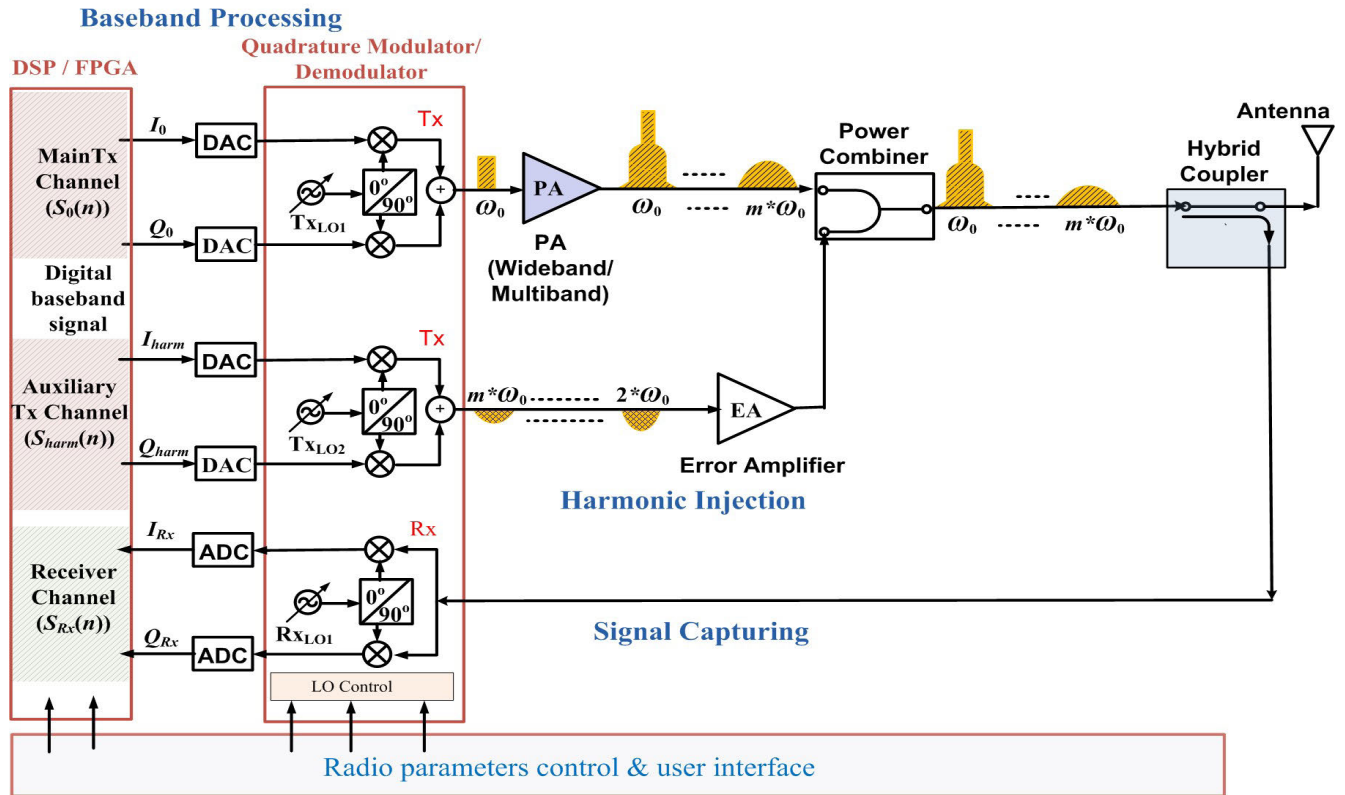 Baseband Processing
Quadrature Modulator/
Demodulator
DSP / FPGA
MainTx
Channel
(S0(n))
Digital
baseband
signal
Auxiliary
Tx Channel
(Sharm(n))
Receiver
Channel
(SRx(n))
I0
DAC
Q0
DAC
Iharm
DAC
Qharm
DAC
IRx
ADC
QRx
ADC
Tx
0o
90o
TxLO1
+
Tx
0o
90o
TxLO2
+
Rx
0o
90o
RxLO1
LO Control
ω0
PA
PA
(Wideband/
Multiband)
ω0
m*ω0
Power
Combiner
ω0
m*ω0
Hybrid
Coupler
Antenna
m*ω0
2*ω0
EA
Error Amplifier
Harmonic Injection
Signal Capturing
Radio parameters control & user interface